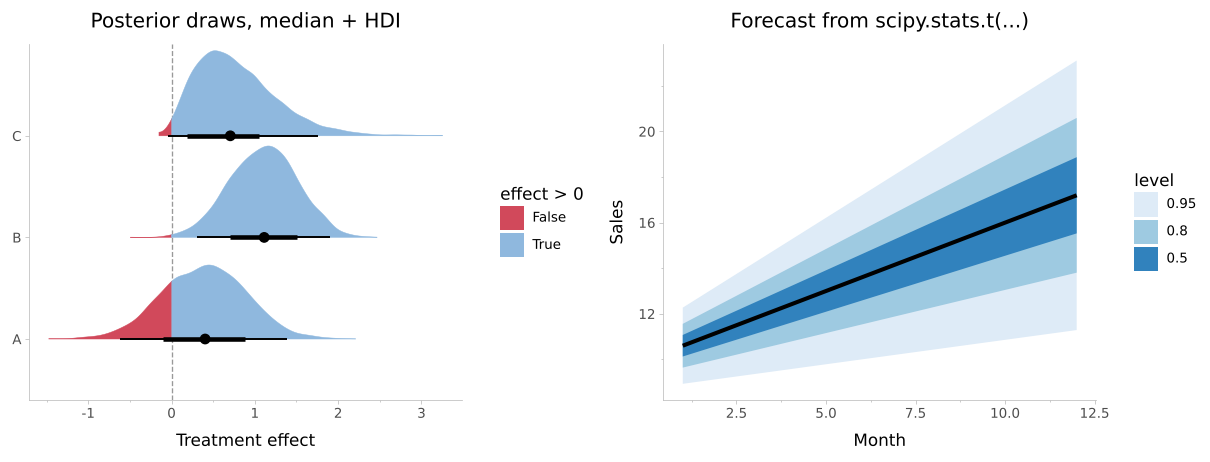 Posterior draws, median + HDI
C
B
A
-1 0 1 2 3
Treatment effect
effect > 0
False
True
Forecast from scipy.stats.t(...)
Sales
20
16
12
2.5 5.0 7.5 10.0 12.5
Month
level
0.95
0.8
0.5